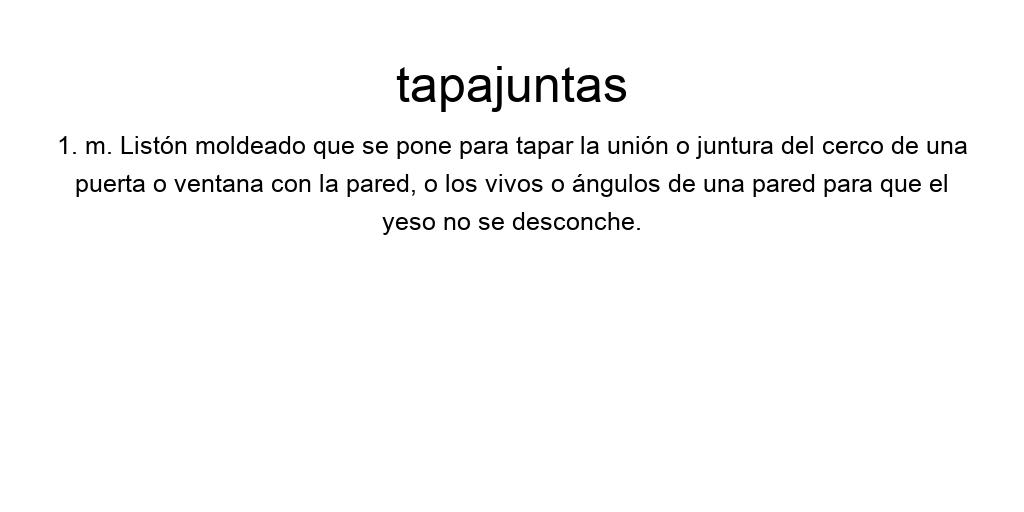 tapajuntas
1. m. Listón moldeado que se pone para tapar la unión o juntura del cerco de una
puerta o ventana con la pared, o los vivos o ángulos de una pared para que el
yeso no se desconche.